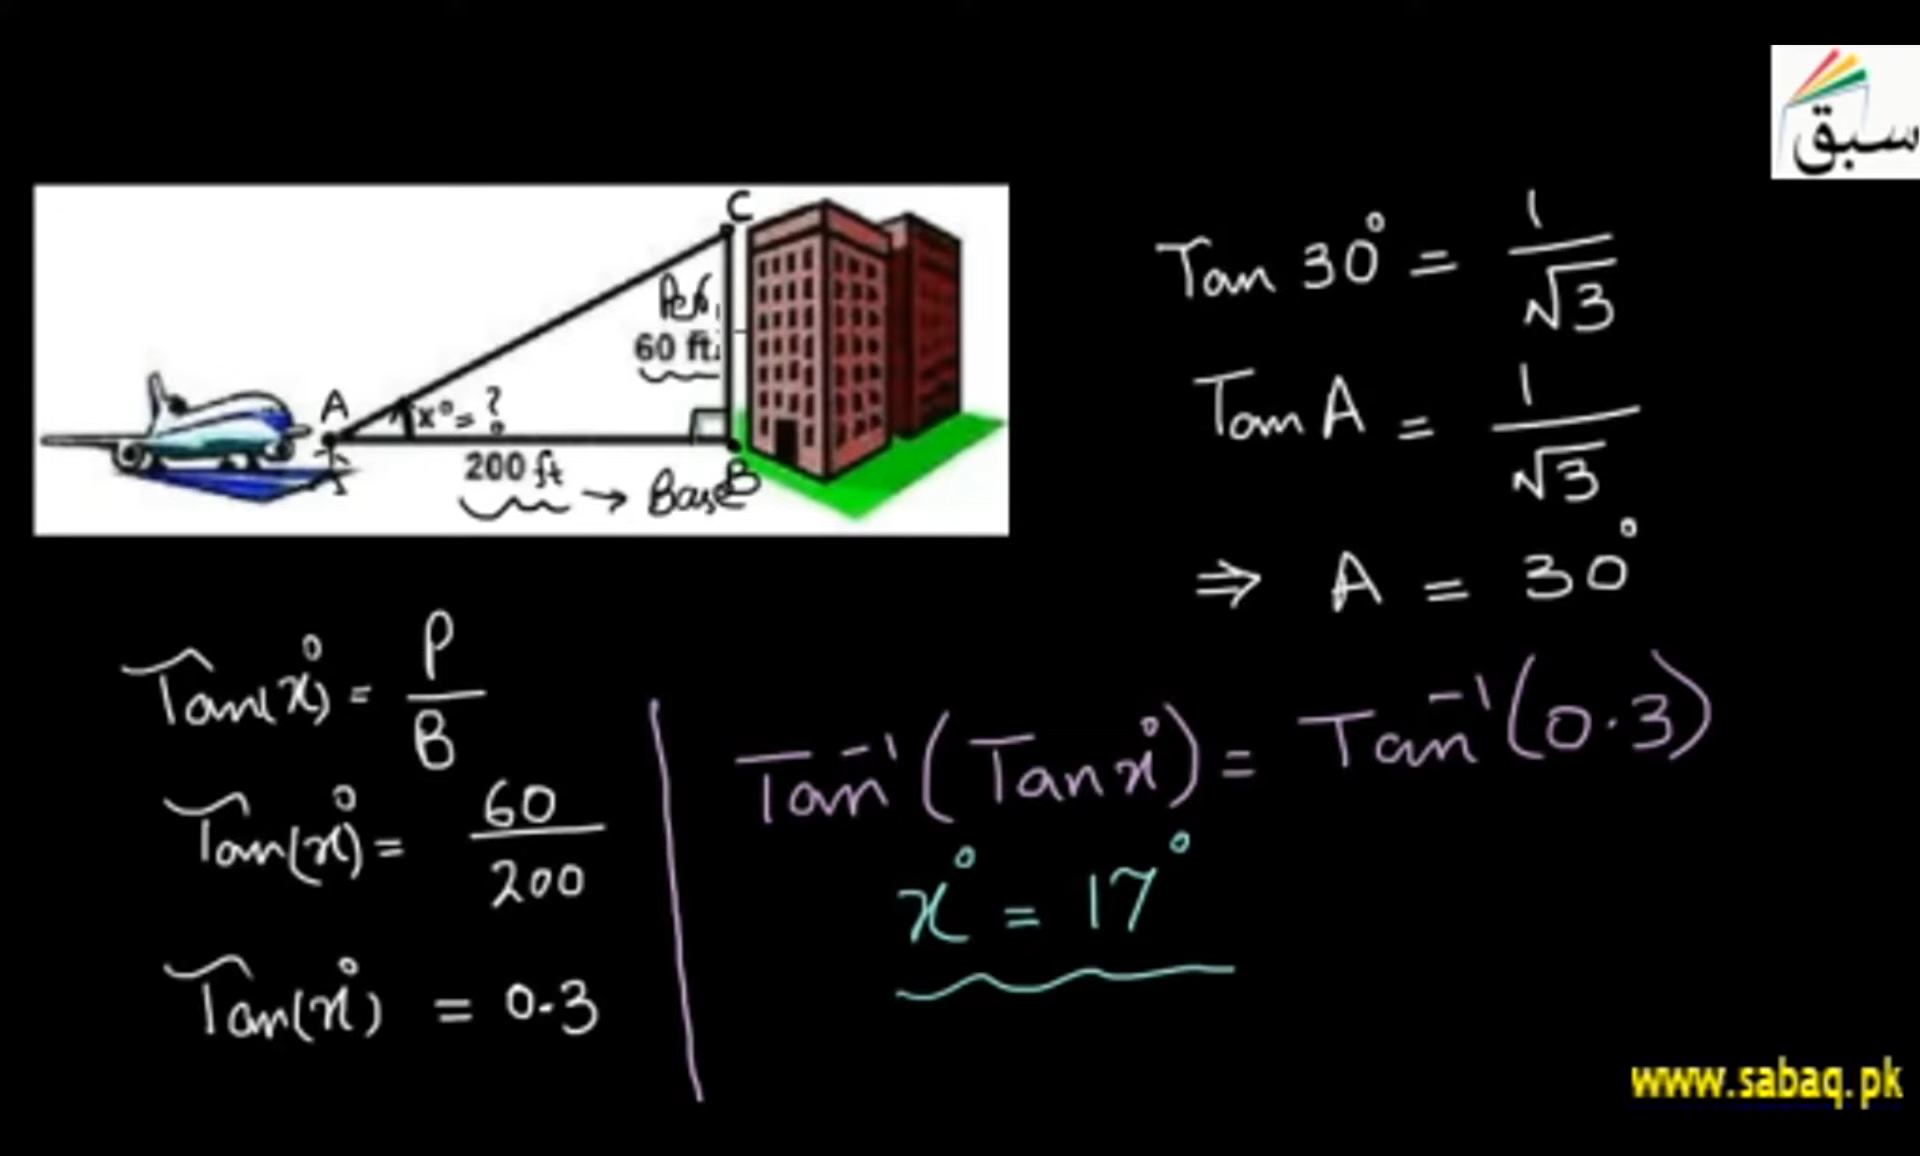 سبق
C
Per.
60 ft.
A
x° = ?
200 ft → Base
B
Tan 30° = 1/√3
Tan A = 1/√3
⇒ A = 30°
Tan(x°) = P/B
Tan(x°) = 60/200
Tan(x°) = 0.3
Tan⁻¹(Tan x°) = Tan⁻¹(0.3)
x° = 17°
www.sabaq.pk